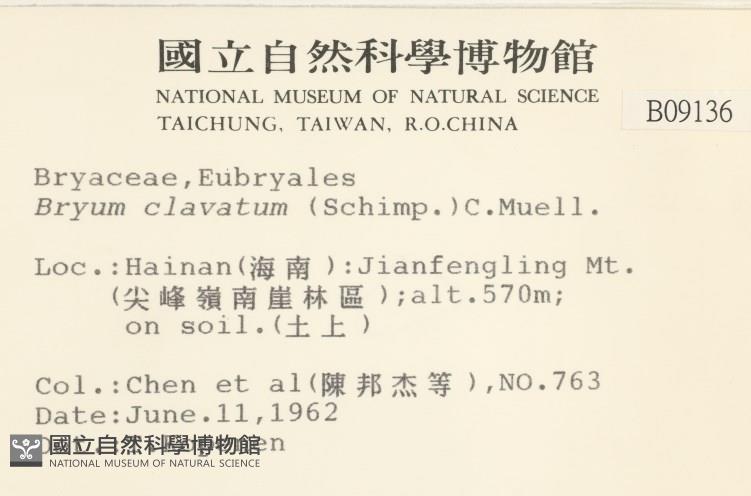 國立自然科學博物館
NATIONAL MUSEUM OF NATURAL SCIENCE
TAICHUNG, TAIWAN, R.O.CHINA
B09136
Bryaceae,Eubryales
Bryum clavatum (Schimp.)C.Muell.
Loc.:Hainan(海南):Jianfengling Mt.
(尖峰嶺南崖林區);alt.570m;
on soil.(土上)
Col.:Chen et al(陳邦杰等),NO.763
Date:June.11,1962
國立自然科學博物館
NATIONAL MUSEUM OF NATURAL SCIENCE